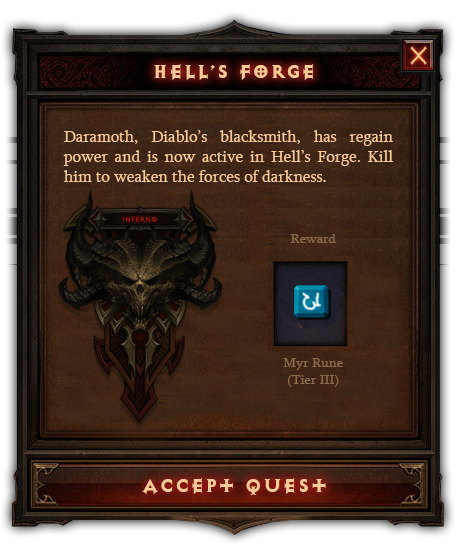 HELL'S FORGE
Daramoth, Diablo's blacksmith, has regain
power and is now active in Hell's Forge. Kill
him to weaken the forces of darkness.
INFERNO
Reward
Myr Rune
(Tier III)
ACCEPT QUEST